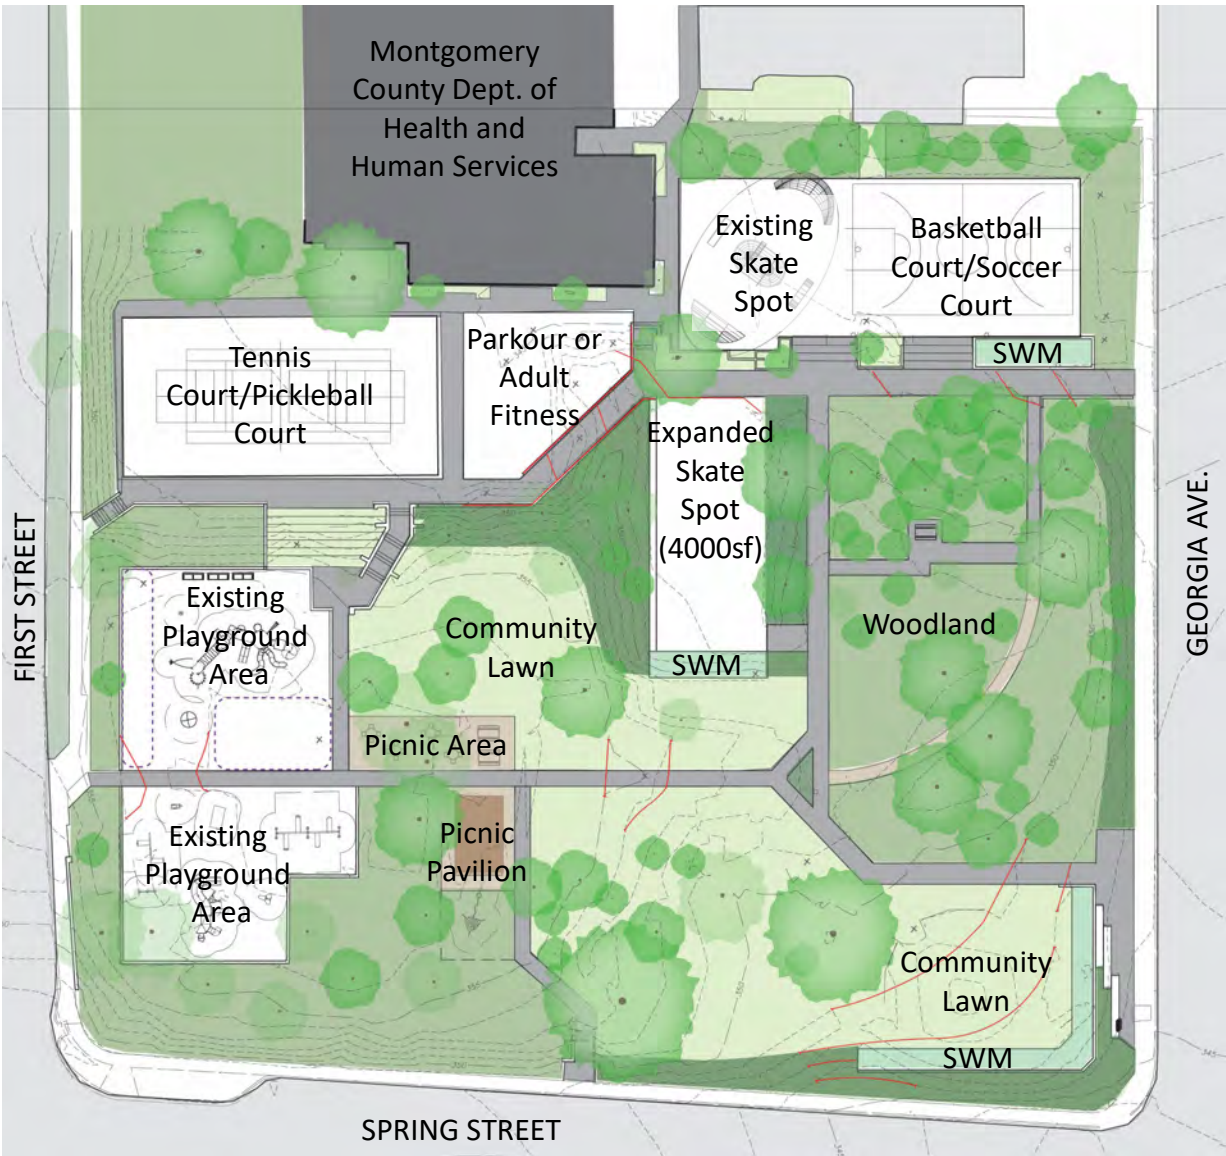 Montgomery
County Dept. of
Health and
Human Services
Existing
Skate
Spot
Basketball
Court/Soccer
Court
SWM
Tennis
Court/Pickleball
Court
Parkour or
Adult
Fitness
Expanded
Skate
Spot
(4000sf)
FIRST STREET
GEORGIA AVE.
Existing
Playground
Area
Community
Lawn
Woodland
SWM
Picnic Area
Existing
Playground
Area
Picnic
Pavilion
Community
Lawn
SWM
SPRING STREET